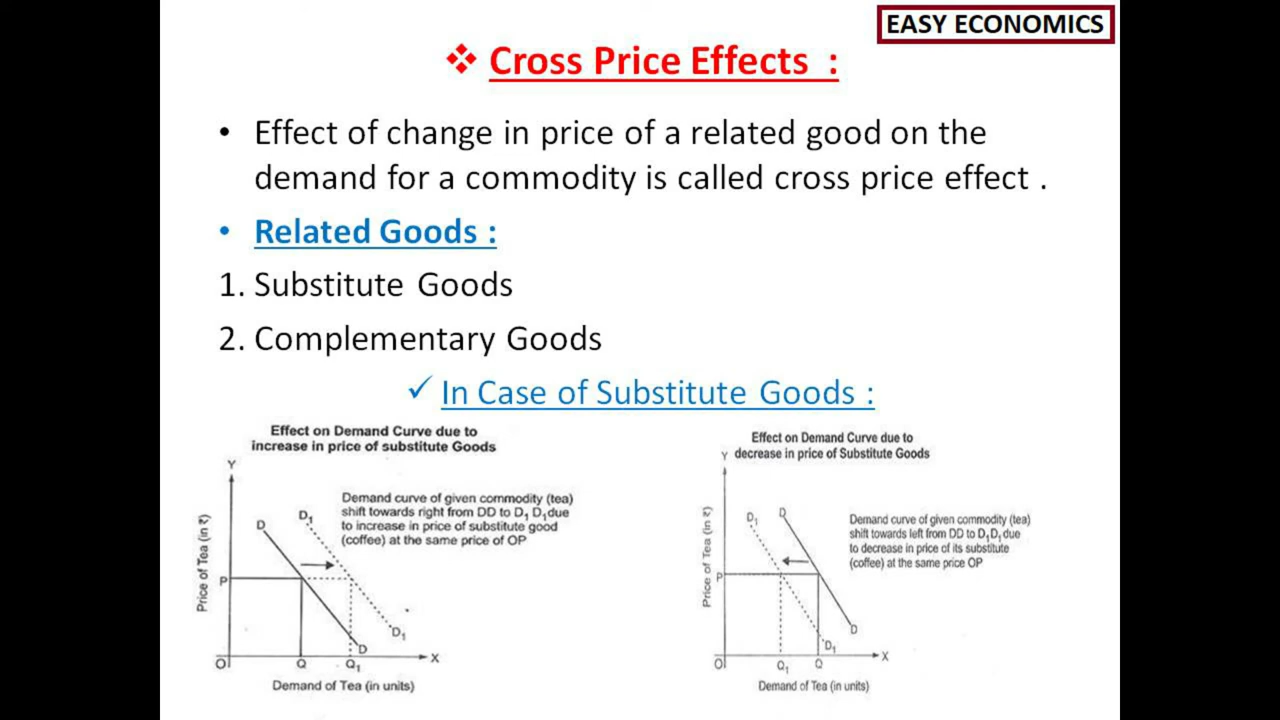 EASY ECONOMICS
❖ Cross Price Effects :
• Effect of change in price of a related good on the
demand for a commodity is called cross price effect .
• Related Goods :
1. Substitute Goods
2. Complementary Goods
✓ In Case of Substitute Goods :
Effect on Demand Curve due to
increase in price of substitute Goods
Y
Demand curve of given commodity (tea)
shift towards right from DD to D₁ D₁ due
to increase in price of substitute good
(coffee) at the same price of OP
D₁
D
Price of Tea (in ₹)
P
D₁
D
O
Q
Q₁
X
Demand of Tea (in units)
Effect on Demand Curve due to
Y decrease in price of Substitute Goods
D₁
D
Demand curve of given commodity (tea)
shift towards left from DD to D₁D₁ due
to decrease in price of its substitute
(coffee) at the same price OP
Price of Tea (in ₹)
P
D
D₁
O
Q₁
Q
X
Demand of Tea (in units)